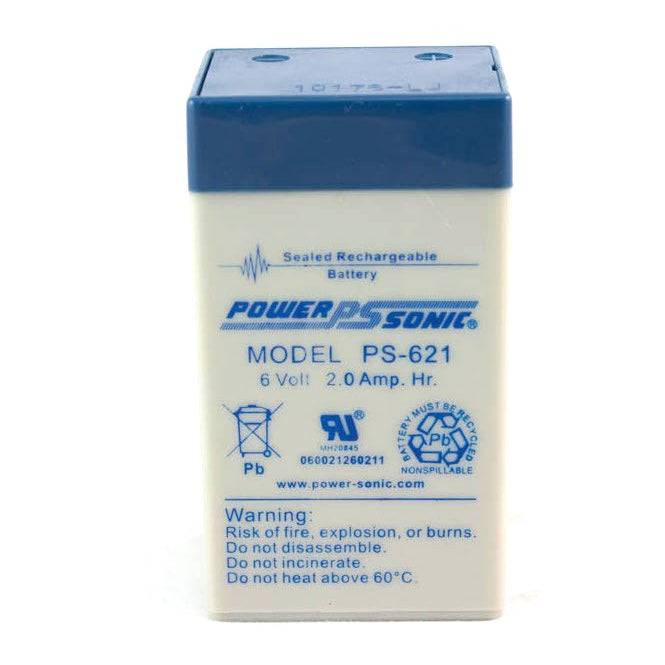 10173-LJ
Sealed Rechargeable
Battery
POWER PS SONIC®
MODEL PS-621
6 Volt 2.0 Amp. Hr.
Pb
RU®
MH20845
060021260211
BATTERY MUST BE RECYCLED
Pb
NONSPILLABLE
www.power-sonic.com
Warning:
Risk of fire, explosion, or burns.
Do not disassemble.
Do not incinerate.
Do not heat above 60°C.